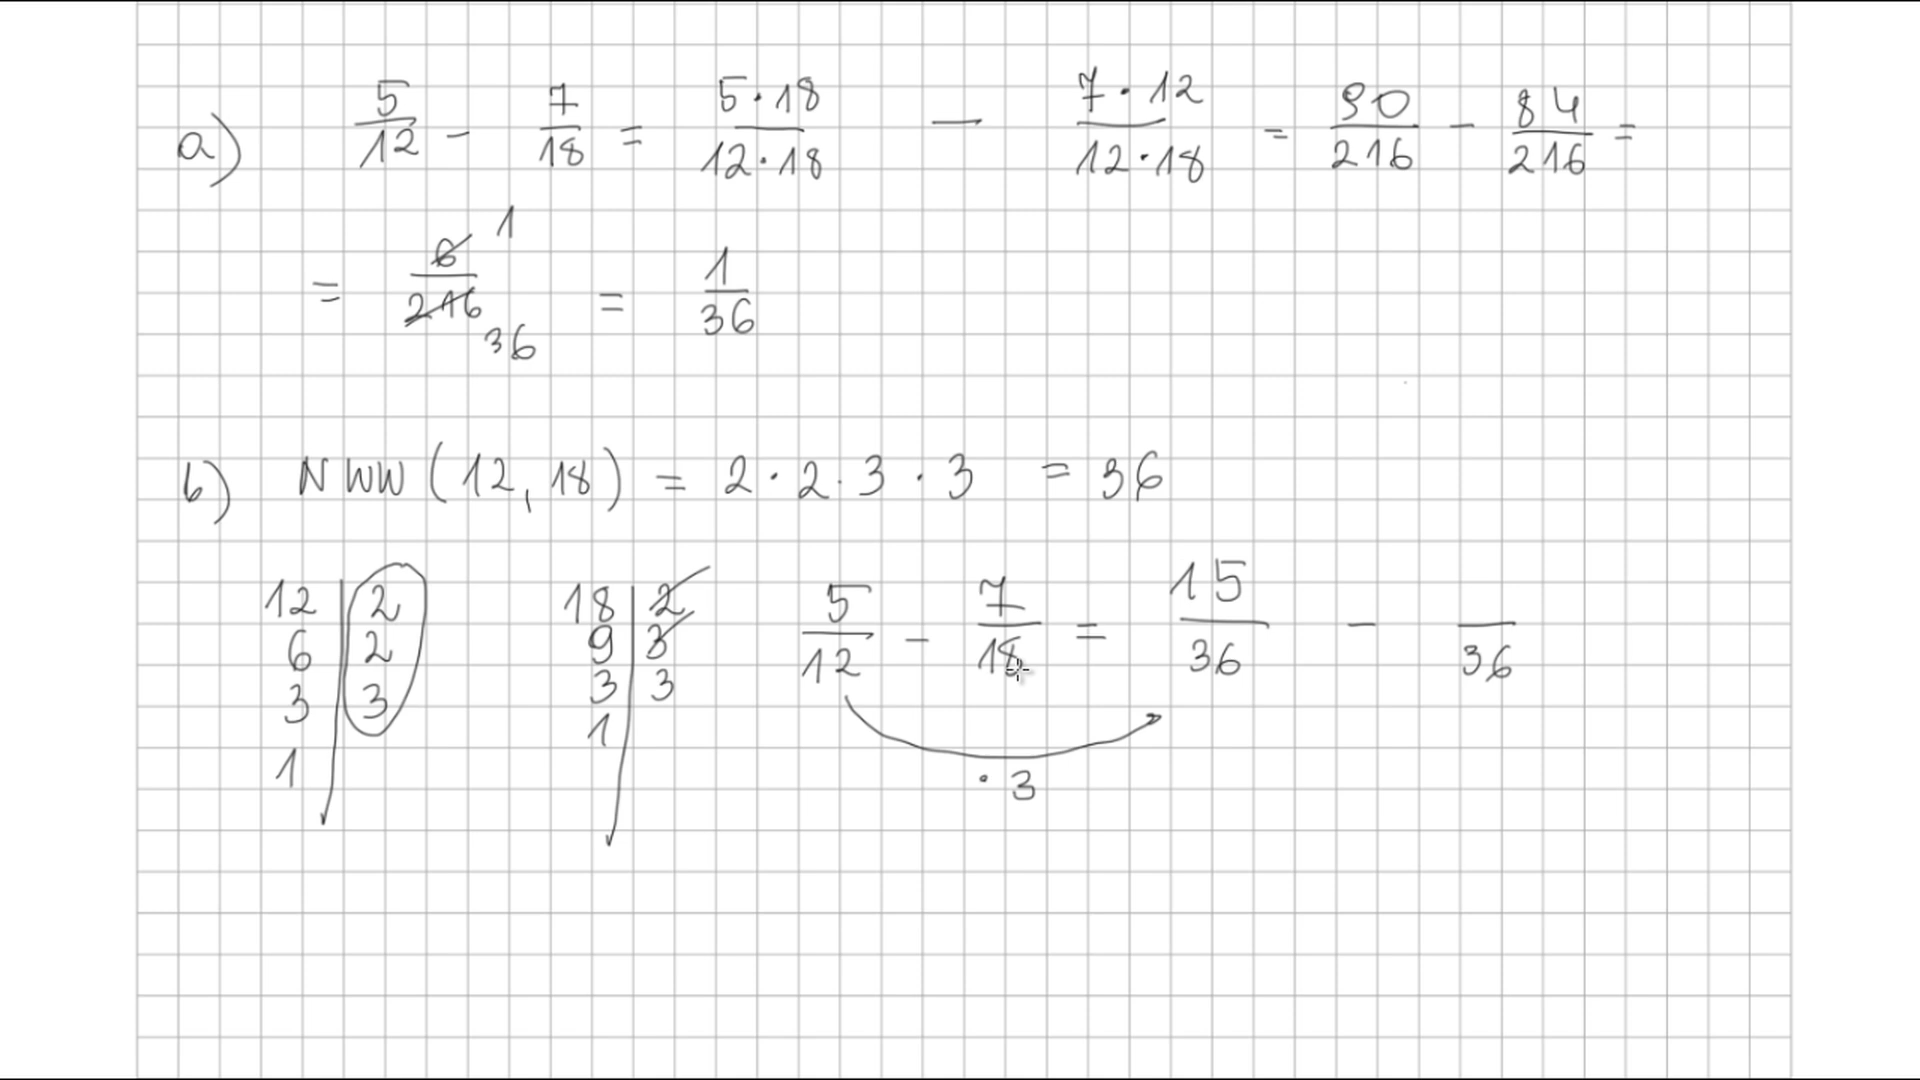 a) 5/12 - 7/18 = 5·18/12·18 - 7·12/12·18 = 90/216 - 84/216 =
= 6/216 1/36 = 1/36
b) NWW (12, 18) = 2·2·3·3 = 36
12 | 2 18 | 2 5/12 - 7/18 = 15/36 - /36
6 | 2 9 | 3
3 | 3 3 | 3
1 1
·3